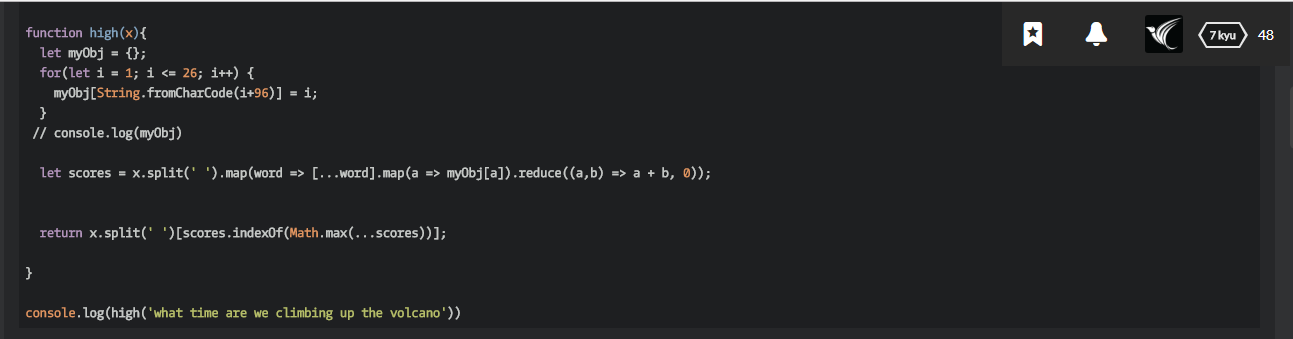 function high(x){
7 kyu 48
let myObj = {};
for(let i = 1; i <= 26; i++) {
myObj[String.fromCharCode(i+96)] = i;
}
// console.log(myObj)
let scores = x.split(' ').map(word => [...word].map(a => myObj[a]).reduce((a,b) => a + b, 0));
return x.split(' ')[scores.indexOf(Math.max(...scores))];
}
console.log(high('what time are we climbing up the volcano'))